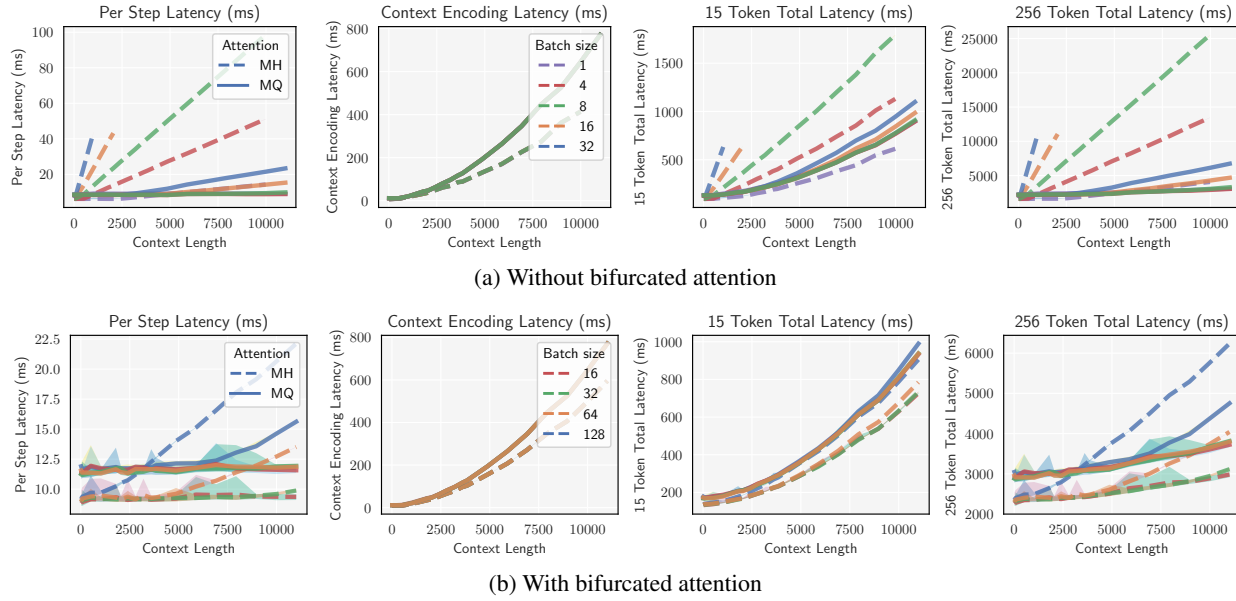 Per Step Latency (ms)
Per Step Latency (ms)
100
80
60
40
20
0
2500
5000
7500
10000
Context Length
Attention
MH
MQ
Context Encoding Latency (ms)
Context Encoding Latency (ms)
800
600
400
200
0
0
2500
5000
7500
10000
Context Length
Batch size
1
4
8
16
32
15 Token Total Latency (ms)
15 Token Total Latency (ms)
1500
1000
500
0
2500
5000
7500
10000
Context Length
256 Token Total Latency (ms)
256 Token Total Latency (ms)
25000
20000
15000
10000
5000
0
2500
5000
7500
10000
Context Length
(a) Without bifurcated attention
Per Step Latency (ms)
Per Step Latency (ms)
22.5
20.0
17.5
15.0
12.5
10.0
0
2500
5000
7500
10000
Context Length
Attention
MH
MQ
Context Encoding Latency (ms)
Context Encoding Latency (ms)
800
600
400
200
0
0
2500
5000
7500
10000
Context Length
Batch size
16
32
64
128
15 Token Total Latency (ms)
15 Token Total Latency (ms)
1000
800
600
400
200
0
2500
5000
7500
10000
Context Length
256 Token Total Latency (ms)
256 Token Total Latency (ms)
6000
5000
4000
3000
2000
0
2500
5000
7500
10000
Context Length
(b) With bifurcated attention